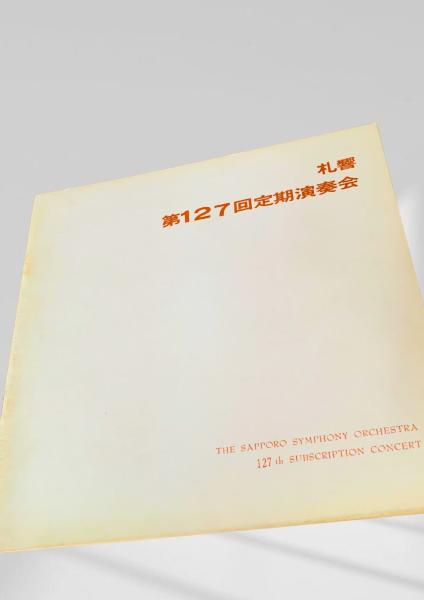 札響
第127回定期演奏会
THE SAPPORO SYMPHONY ORCHESTRA
127th SUBSCRIPTION CONCERT